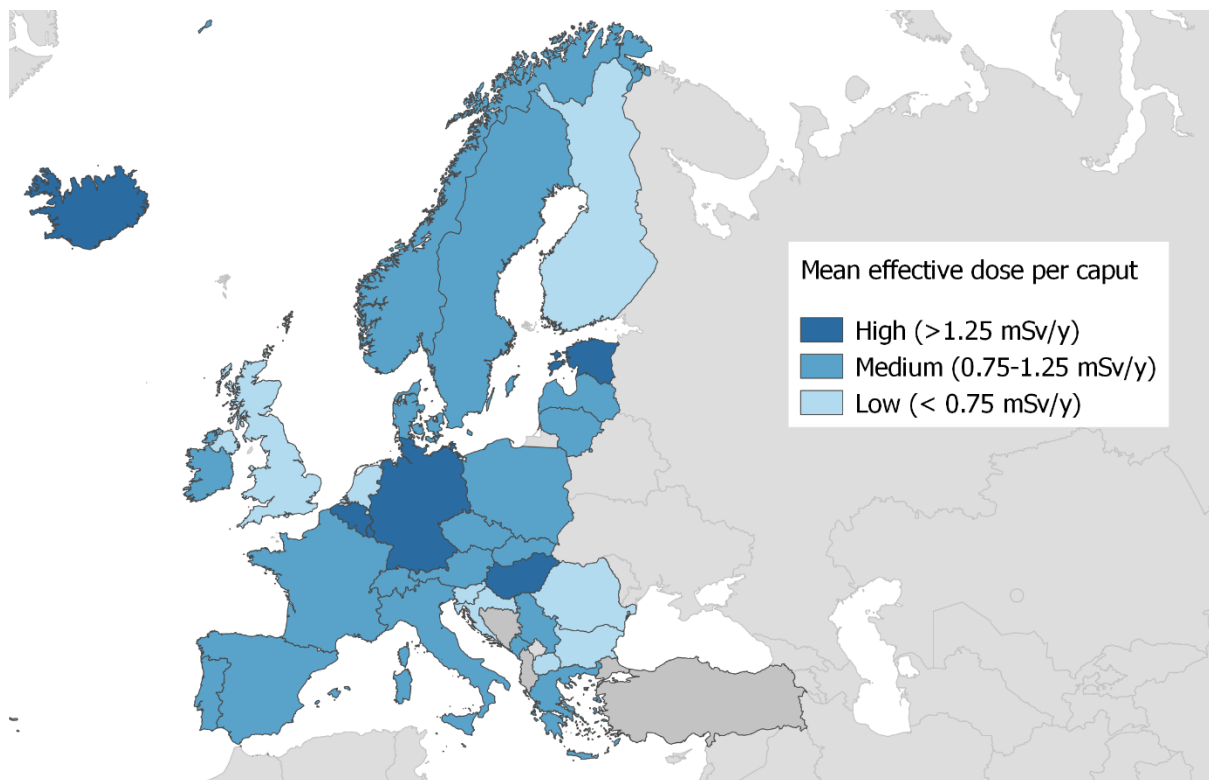 Mean effective dose per caput
High (>1.25 mSv/y)
Medium (0.75-1.25 mSv/y)
Low (< 0.75 mSv/y)